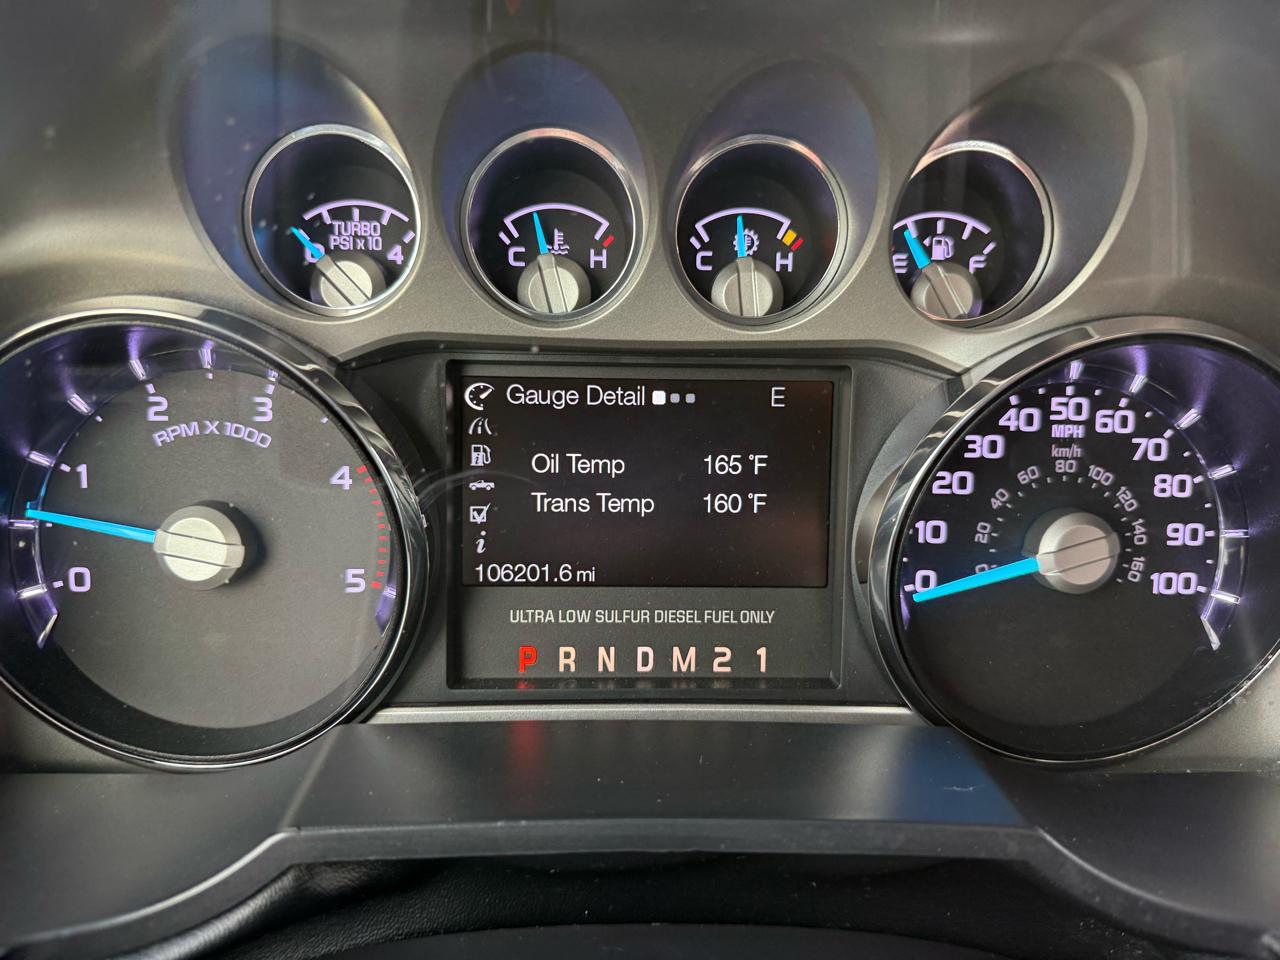 TURBO
PSI x 10
0 4
C H
C H
E F
Gauge Detail E
Oil Temp 165 °F
Trans Temp 160 °F
i
106201.6 mi
ULTRA LOW SULFUR DIESEL FUEL ONLY
P R N D M 2 1
0 1 2 3 4 5
RPM X 1000
0 10 20 30 40 50 60 70 80 90 100
MPH
km/h
0 20 40 60 80 100 120 140 160